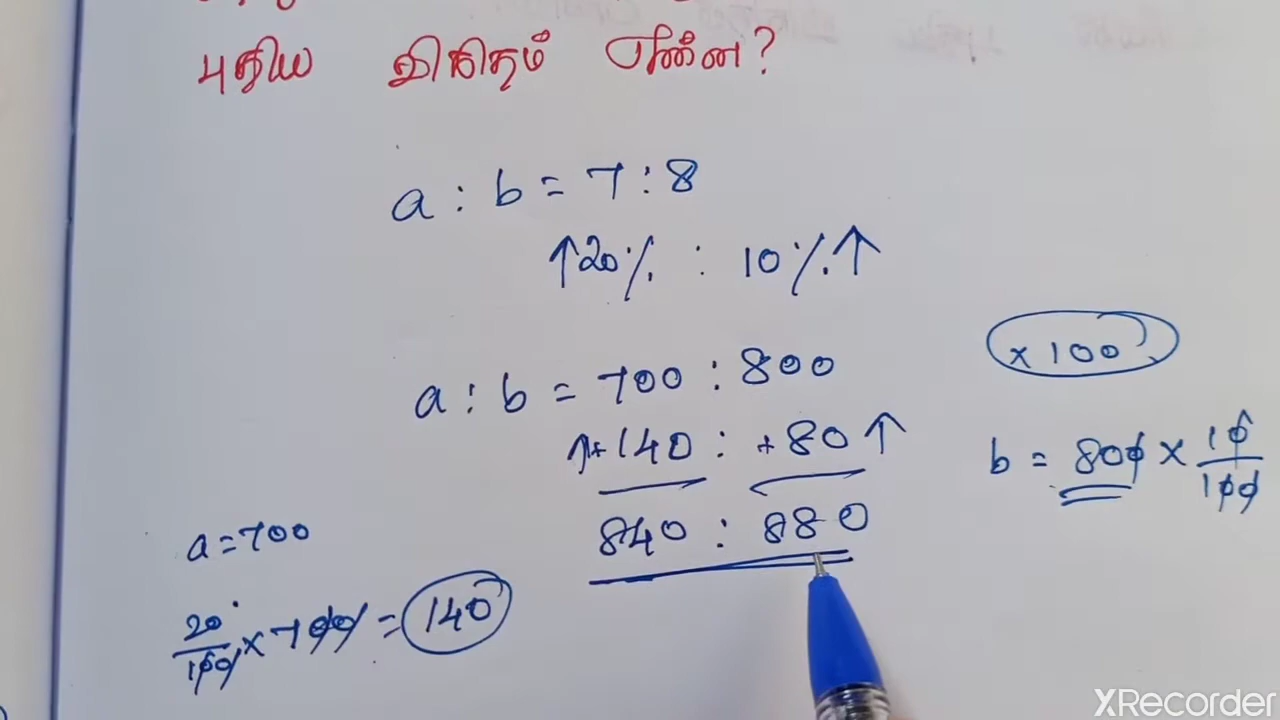 புதிய விகிதம் என்ன?
a : b = 7 : 8
↑20% : 10%↑
a : b = 700 : 800
× 100
↑+140 : +80↑
b = 800 × 10/100
840 : 880
a = 700
20/100 × 700 = 140
XRecorder